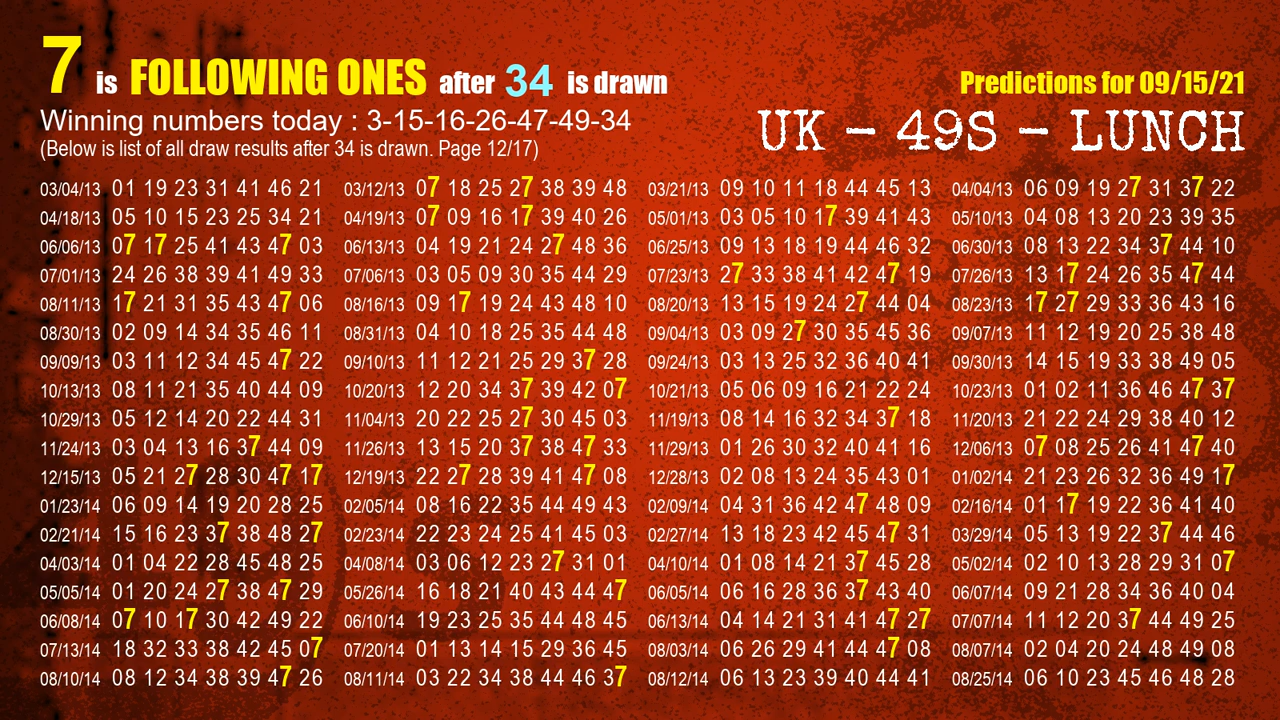 7 is FOLLOWING ONES after 34 is drawn
Predictions for 09/15/21
Winning numbers today : 3-15-16-26-47-49-34
UK - 49S - LUNCH
(Below is list of all draw results after 34 is drawn. Page 12/17)
03/04/13 01 19 23 31 41 46 21 03/12/13 07 18 25 27 38 39 48 03/21/13 09 10 11 18 44 45 13 04/04/13 06 09 19 27 31 37 22
04/18/13 05 10 15 23 25 34 21 04/19/13 07 09 16 17 39 40 26 05/01/13 03 05 10 17 39 41 43 05/10/13 04 08 13 20 23 39 35
06/06/13 07 17 25 41 43 47 03 06/13/13 04 19 21 24 27 48 36 06/25/13 09 13 18 19 44 46 32 06/30/13 08 13 22 34 37 44 10
07/01/13 24 26 38 39 41 49 33 07/06/13 03 05 09 30 35 44 29 07/23/13 27 33 38 41 42 47 19 07/26/13 13 17 24 26 35 47 44
08/11/13 17 21 31 35 43 47 06 08/16/13 09 17 19 24 43 48 10 08/20/13 13 15 19 24 27 44 04 08/23/13 17 27 29 33 36 43 16
08/30/13 02 09 14 34 35 46 11 08/31/13 04 10 18 25 35 44 48 09/04/13 03 09 27 30 35 45 36 09/07/13 11 12 19 20 25 38 48
09/09/13 03 11 12 34 45 47 22 09/10/13 11 12 21 25 29 37 28 09/24/13 03 13 25 32 36 40 41 09/30/13 14 15 19 33 38 49 05
10/13/13 08 11 21 35 40 44 09 10/20/13 12 20 34 37 39 42 07 10/21/13 05 06 09 16 21 22 24 10/23/13 01 02 11 36 46 47 37
10/29/13 05 12 14 20 22 44 31 11/04/13 20 22 25 27 30 45 03 11/19/13 08 14 16 32 34 37 18 11/20/13 21 22 24 29 38 40 12
11/24/13 03 04 13 16 37 44 09 11/26/13 13 15 20 37 38 47 33 11/29/13 01 26 30 32 40 41 16 12/06/13 07 08 25 26 41 47 40
12/15/13 05 21 27 28 30 47 17 12/19/13 22 27 28 39 41 47 08 12/28/13 02 08 13 24 35 43 01 01/02/14 21 23 26 32 36 49 17
01/23/14 06 09 14 19 20 28 25 02/05/14 08 16 22 35 44 49 43 02/09/14 04 31 36 42 47 48 09 02/16/14 01 17 19 22 36 41 40
02/21/14 15 16 23 37 38 48 27 02/23/14 22 23 24 25 41 45 03 02/27/14 13 18 23 42 45 47 31 03/29/14 05 13 19 22 37 44 46
04/03/14 01 04 22 28 45 48 25 04/08/14 03 06 12 23 27 31 01 04/10/14 01 08 14 21 37 45 28 05/02/14 02 10 13 28 29 31 07
05/05/14 01 20 24 27 38 47 29 05/26/14 16 18 21 40 43 44 47 06/05/14 06 16 28 36 37 43 40 06/07/14 09 21 28 34 36 40 04
06/08/14 07 10 17 30 42 49 22 06/10/14 19 23 25 35 44 48 45 06/13/14 04 14 21 31 41 47 27 07/07/14 11 12 20 37 44 49 25
07/13/14 18 32 33 38 42 45 07 07/20/14 01 13 14 15 29 36 45 08/03/14 06 26 29 41 44 47 08 08/07/14 02 04 20 24 48 49 08
08/10/14 08 12 34 38 39 47 26 08/11/14 03 22 34 38 44 46 37 08/12/14 06 13 23 39 40 44 41 08/25/14 06 10 23 45 46 48 28